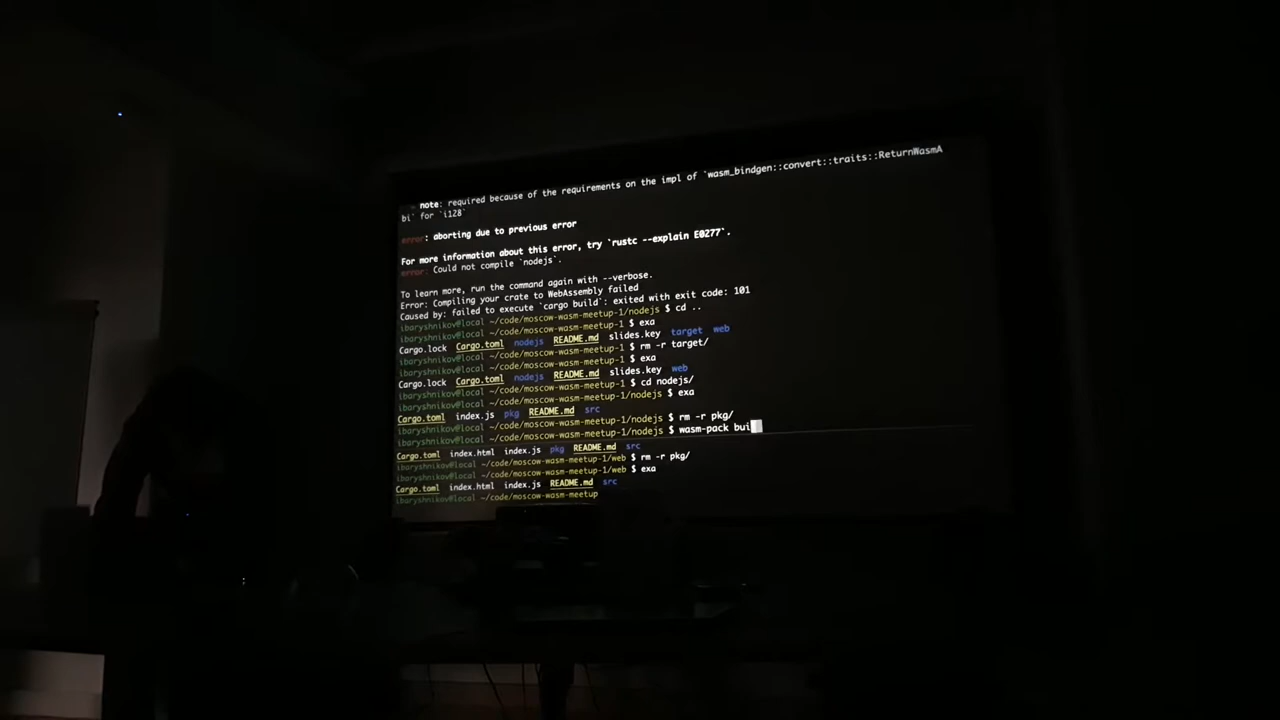 note: required because of the requirements on the impl of `wasm_bindgen::convert::traits::ReturnWasmA
bi` for `i128`
error: aborting due to previous error
For more information about this error, try `rustc --explain E0277`.
error: Could not compile `nodejs`.
To learn more, run the command again with --verbose.
Error: Compiling your crate to WebAssembly failed
Caused by: failed to execute `cargo build`: exited with exit code: 101
ibaryshnikov@local ~/code/moscow-wasm-meetup-1/nodejs $ cd ..
ibaryshnikov@local ~/code/moscow-wasm-meetup-1 $ exa
Cargo.lock Cargo.toml nodejs README.md slides.key target web
ibaryshnikov@local ~/code/moscow-wasm-meetup-1 $ rm -r target/
ibaryshnikov@local ~/code/moscow-wasm-meetup-1 $ exa
Cargo.lock Cargo.toml nodejs README.md slides.key web
ibaryshnikov@local ~/code/moscow-wasm-meetup-1 $ cd nodejs/
ibaryshnikov@local ~/code/moscow-wasm-meetup-1/nodejs $ exa
Cargo.toml index.js pkg README.md src
ibaryshnikov@local ~/code/moscow-wasm-meetup-1/nodejs $ rm -r pkg/
ibaryshnikov@local ~/code/moscow-wasm-meetup-1/nodejs $ wasm-pack bui
Cargo.toml index.html index.js pkg README.md src
ibaryshnikov@local ~/code/moscow-wasm-meetup-1/web $ rm -r pkg/
ibaryshnikov@local ~/code/moscow-wasm-meetup-1/web $ exa
Cargo.toml index.html index.js README.md src
ibaryshnikov@local ~/code/moscow-wasm-meetup